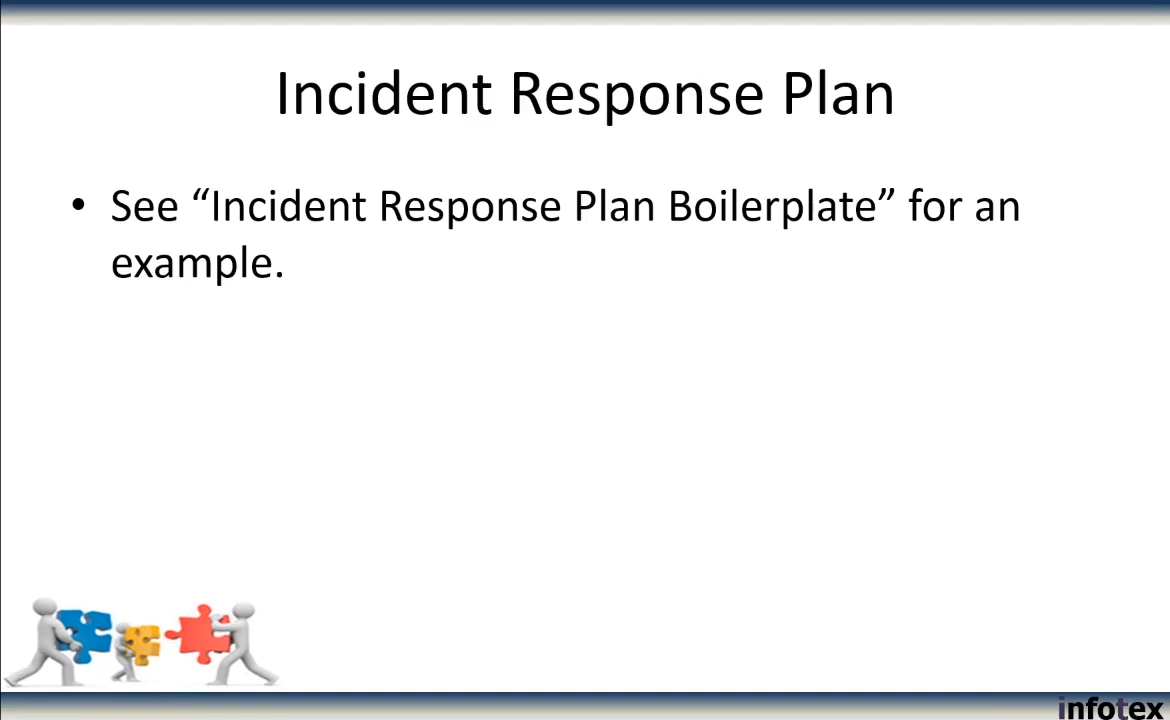 Incident Response Plan
• See “Incident Response Plan Boilerplate” for an
example.
infotex